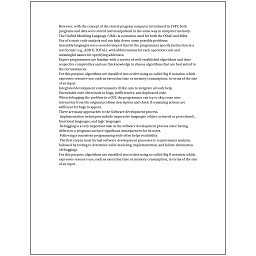 However, with the concept of the stored-program computer introduced in 1949, both
programs and data were stored and manipulated in the same way in computer memory.
The Unified Modeling Language (UML) is a notation used for both the OOAD and MDA.
Use of a static code analysis tool can help detect some possible problems.
Assembly languages were soon developed that let the programmer specify instruction in a
text format (e.g., ADD X, TOTAL), with abbreviations for each operation code and
meaningful names for specifying addresses.
Expert programmers are familiar with a variety of well-established algorithms and their
respective complexities and use this knowledge to choose algorithms that are best suited to
the circumstances.
For this purpose, algorithms are classified into orders using so-called Big O notation, which
expresses resource use, such as execution time or memory consumption, in terms of the size
of an input.
Integrated development environments (IDEs) aim to integrate all such help.
Unreadable code often leads to bugs, inefficiencies, and duplicated code.
When debugging the problem in a GUI, the programmer can try to skip some user
interaction from the original problem description and check if remaining actions are
sufficient for bugs to appear.
There are many approaches to the Software development process.
Implementation techniques include imperative languages (object-oriented or procedural),
functional languages, and logic languages.
Debugging is a very important task in the software development process since having
defects in a program can have significant consequences for its users.
Following a consistent programming style often helps readability.
The first step in most formal software development processes is requirements analysis,
followed by testing to determine value modeling, implementation, and failure elimination
(debugging).
For this purpose, algorithms are classified into orders using so-called Big O notation, which
expresses resource use, such as execution time or memory consumption, in terms of the size
of an input.